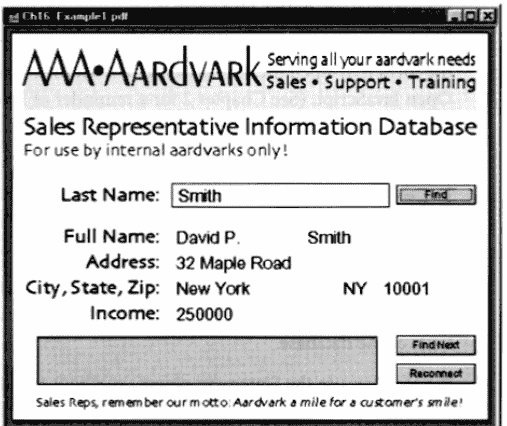 Ch16_Example1.pdf
AAA•AARDVARK Serving all your aardvark needs
Sales • Support • Training
Sales Representative Information Database
For use by internal aardvarks only!
Last Name: Smith Find
Full Name: David P. Smith
Address: 32 Maple Road
City, State, Zip: New York NY 10001
Income: 250000
Find Next
Reconnect
Sales Reps, remember our motto: Aardvark a mile for a customer's smile!